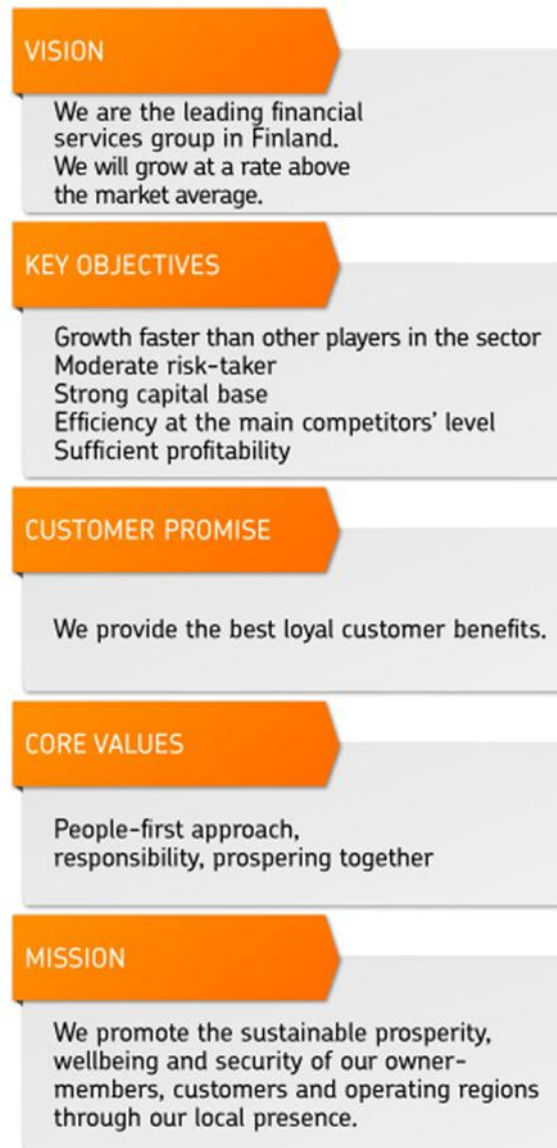 VISION
We are the leading financial
services group in Finland.
We will grow at a rate above
the market average.
KEY OBJECTIVES
Growth faster than other players in the sector
Moderate risk-taker
Strong capital base
Efficiency at the main competitors' level
Sufficient profitability
CUSTOMER PROMISE
We provide the best loyal customer benefits.
CORE VALUES
People-first approach,
responsibility, prospering together
MISSION
We promote the sustainable prosperity,
wellbeing and security of our owner-
members, customers and operating regions
through our local presence.